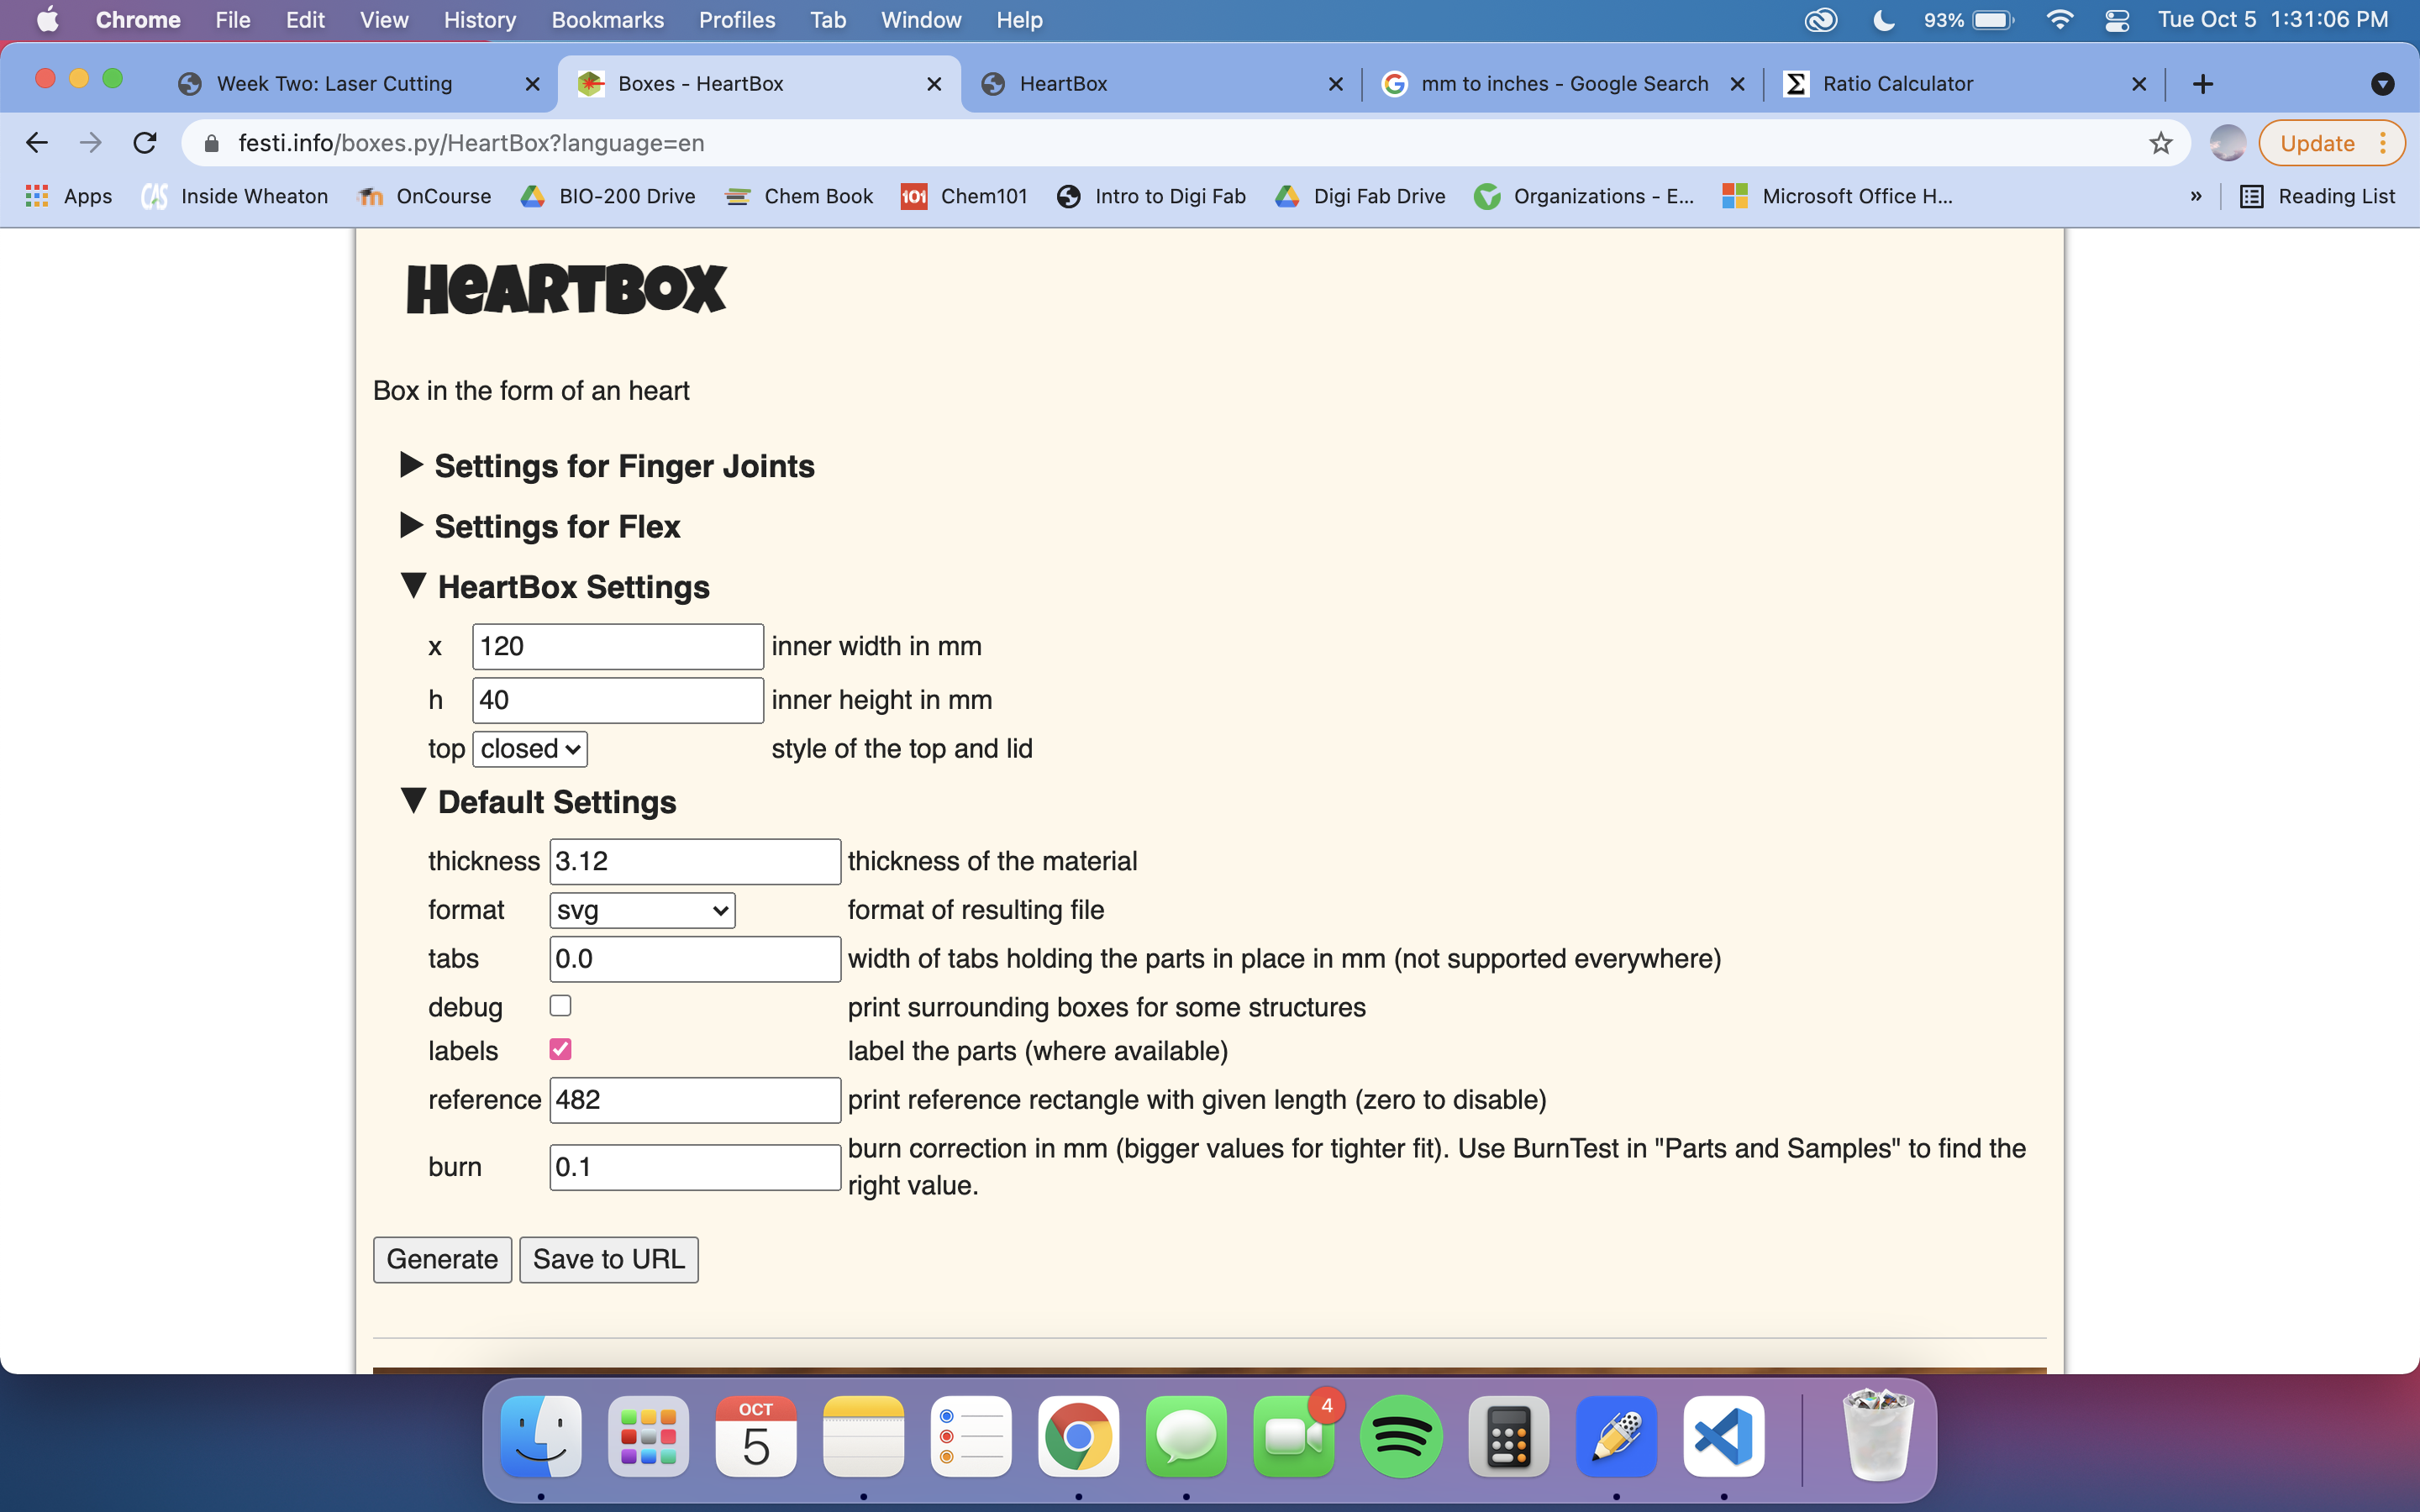 Chrome File Edit View History Bookmarks Profiles Tab Window Help 93% Tue Oct 5 1:31:06 PM
Week Two: Laser Cutting Boxes - HeartBox HeartBox mm to inches - Google Search Ratio Calculator
festi.info/boxes.py/HeartBox?language=en Update
Apps Inside Wheaton OnCourse BIO-200 Drive Chem Book 101 Chem101 Intro to Digi Fab Digi Fab Drive Organizations - E... Microsoft Office H... » Reading List
HeartBox
Box in the form of an heart
Settings for Finger Joints
Settings for Flex
HeartBox Settings
x 120 inner width in mm
h 40 inner height in mm
top closed style of the top and lid
Default Settings
thickness 3.12 thickness of the material
format svg format of resulting file
tabs 0.0 width of tabs holding the parts in place in mm (not supported everywhere)
debug print surrounding boxes for some structures
labels label the parts (where available)
reference 482 print reference rectangle with given length (zero to disable)
burn 0.1 burn correction in mm (bigger values for tighter fit). Use BurnTest in "Parts and Samples" to find the
right value.
Generate Save to URL
OCT
5
4